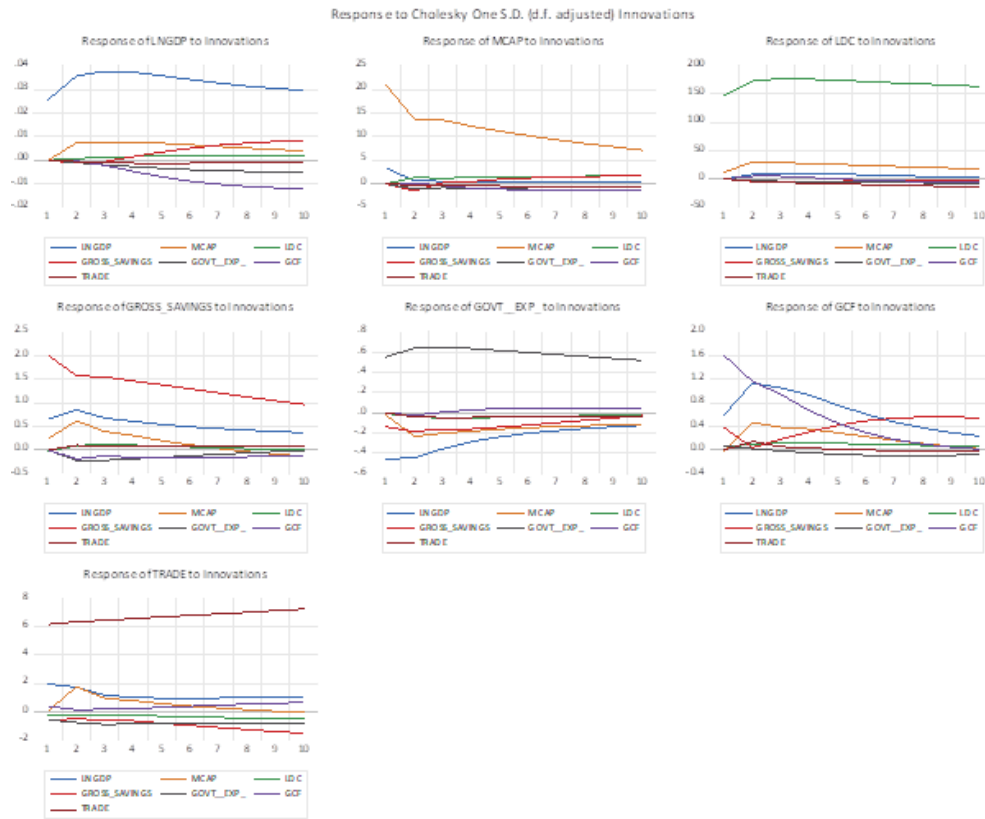 Response to Cholesky One S.D. (d.f. adjusted) Innovations
Response of LNGDP to Innovations
.04
.03
.02
.01
.00
-.01
-.02
1 2 3 4 5 6 7 8 9 10
LNGDP MCAP LDC
GROSS_SAVINGS GOVT__EXP_ GCF
TRADE
Response of MCAP to Innovations
25
20
15
10
5
0
-5
1 2 3 4 5 6 7 8 9 10
LNGDP MCAP LDC
GROSS_SAVINGS GOVT__EXP_ GCF
TRADE
Response of LDC to Innovations
200
150
100
50
0
-50
1 2 3 4 5 6 7 8 9 10
LNGDP MCAP LDC
GROSS_SAVINGS GOVT__EXP_ GCF
TRADE
Response of GROSS_SAVINGS to Innovations
2.5
2.0
1.5
1.0
0.5
0.0
-0.5
1 2 3 4 5 6 7 8 9 10
LNGDP MCAP LDC
GROSS_SAVINGS GOVT__EXP_ GCF
TRADE
Response of GOVT__EXP_ to Innovations
.8
.6
.4
.2
.0
-.2
-.4
-.6
1 2 3 4 5 6 7 8 9 10
LNGDP MCAP LDC
GROSS_SAVINGS GOVT__EXP_ GCF
TRADE
Response of GCF to Innovations
2.0
1.6
1.2
0.8
0.4
0.0
-0.4
1 2 3 4 5 6 7 8 9 10
LNGDP MCAP LDC
GROSS_SAVINGS GOVT__EXP_ GCF
TRADE
Response of TRADE to Innovations
8
6
4
2
0
-2
1 2 3 4 5 6 7 8 9 10
LNGDP MCAP LDC
GROSS_SAVINGS GOVT__EXP_ GCF
TRADE